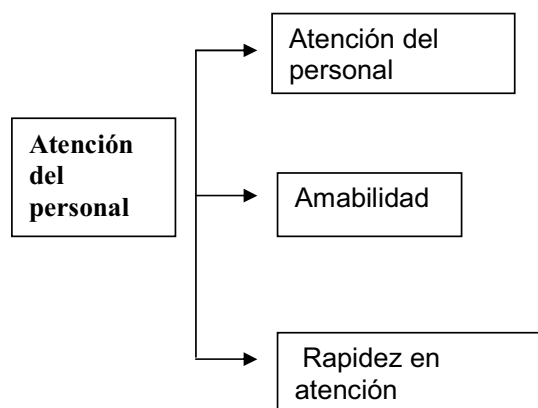 Atención del
personal
Atención
del
personal
Amabilidad
Rapidez en
atención